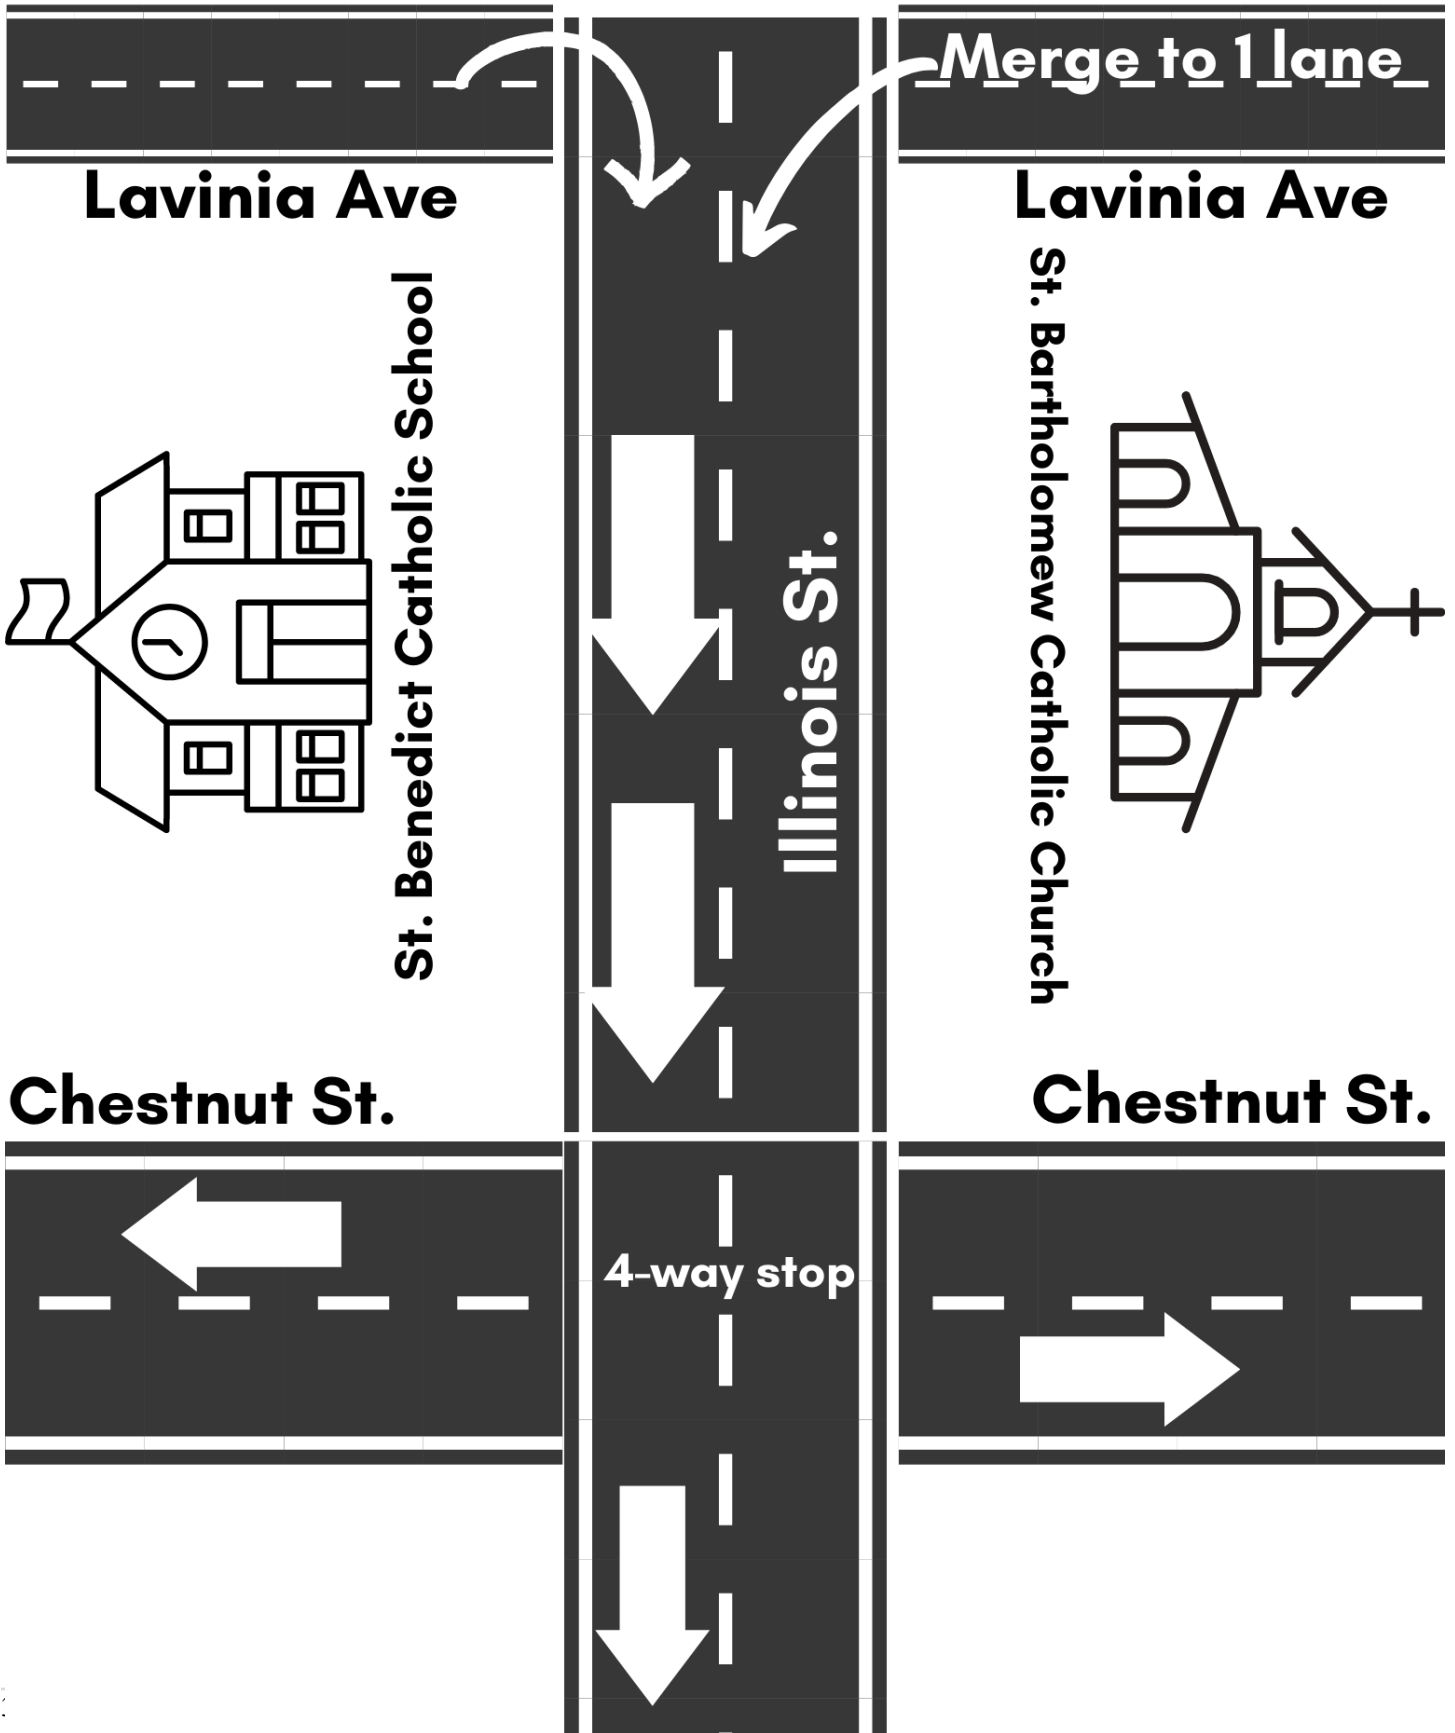 Merge to 1 lane
Lavinia Ave
Lavinia Ave
St. Benedict Catholic School
Illinois St.
St. Bartholomew Catholic Church
Chestnut St.
Chestnut St.
4-way stop